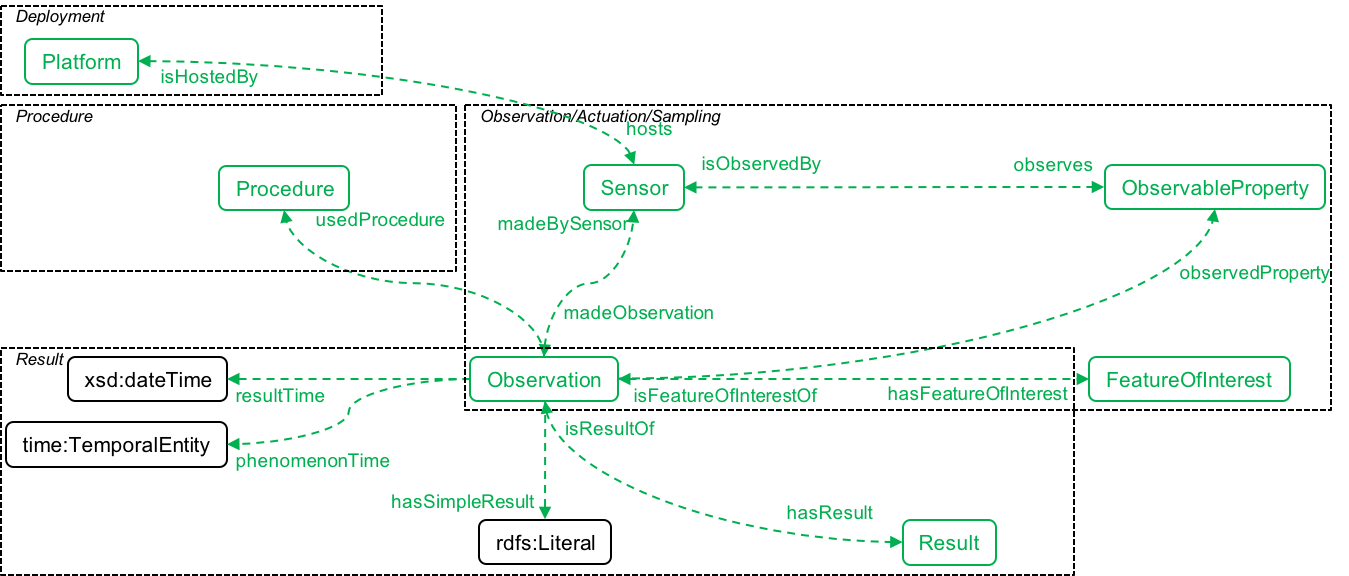 Deployment
Platform
isHostedBy
Procedure
Observation/Actuation/Sampling
hosts
isObservedBy
observes
Procedure
Sensor
ObservableProperty
usedProcedure
madeBySensor
observedProperty
madeObservation
Result
xsd:dateTime
Observation
FeatureOfInterest
resultTime
isFeatureOfInterestOf
hasFeatureOfInterest
isResultOf
time:TemporalEntity
phenomenonTime
hasSimpleResult
hasResult
rdfs:Literal
Result